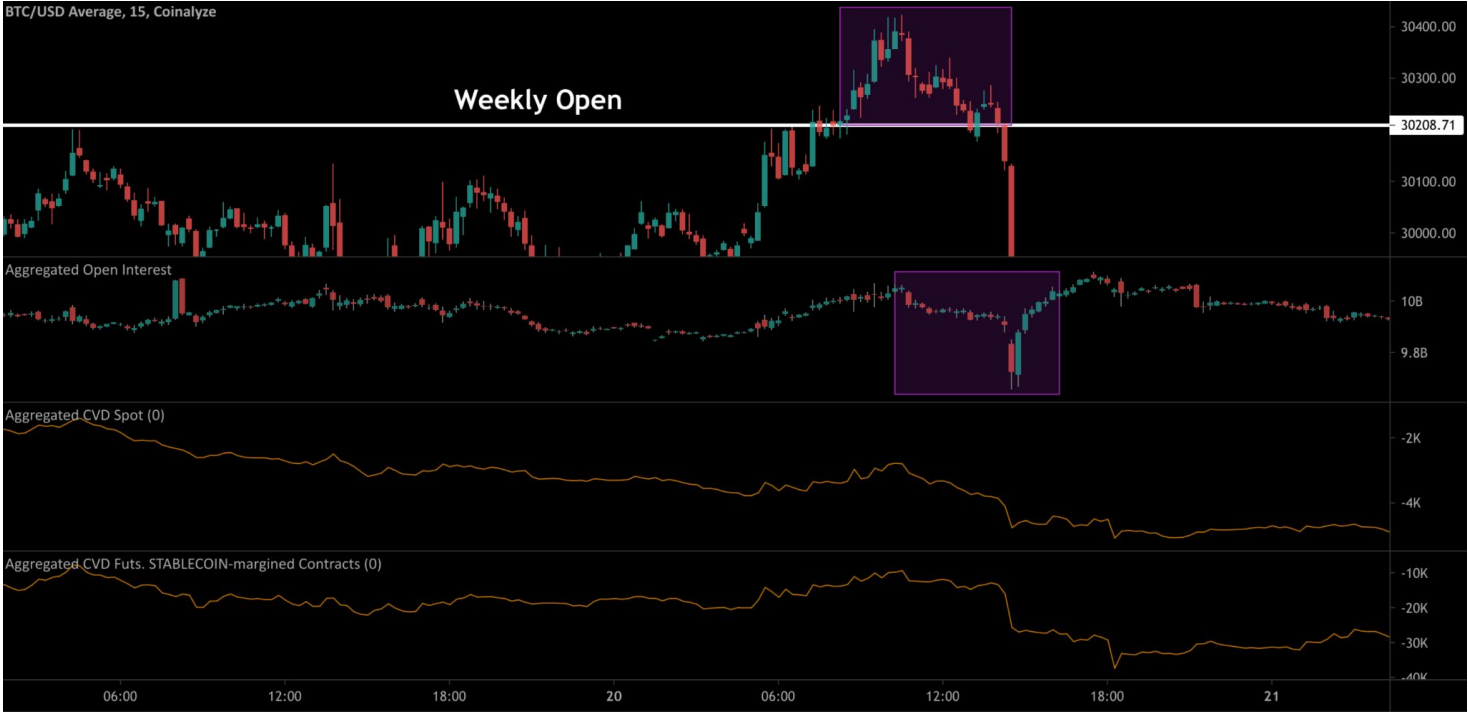 BTC/USD Average, 15, Coinalyze
30400.00
30300.00
Weekly Open
30208.71
30100.00
30000.00
Aggregated Open Interest
10B
9.8B
Aggregated CVD Spot (0)
-2K
-4K
Aggregated CVD Futs. STABLECOIN-margined Contracts (0)
-10K
-20K
-30K
-40K
06:00 12:00 18:00 20 06:00 12:00 18:00 21